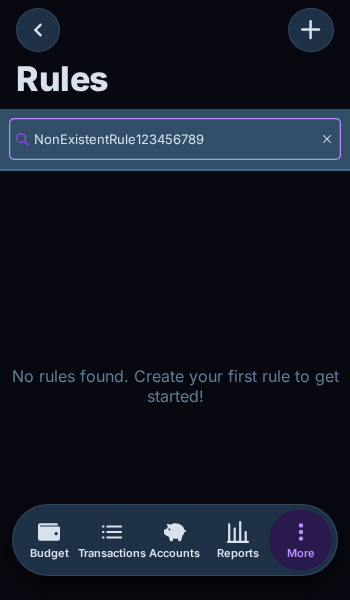 Rules
NonExistentRule123456789
No rules found. Create your first rule to get
started!
Budget Transactions Accounts Reports More